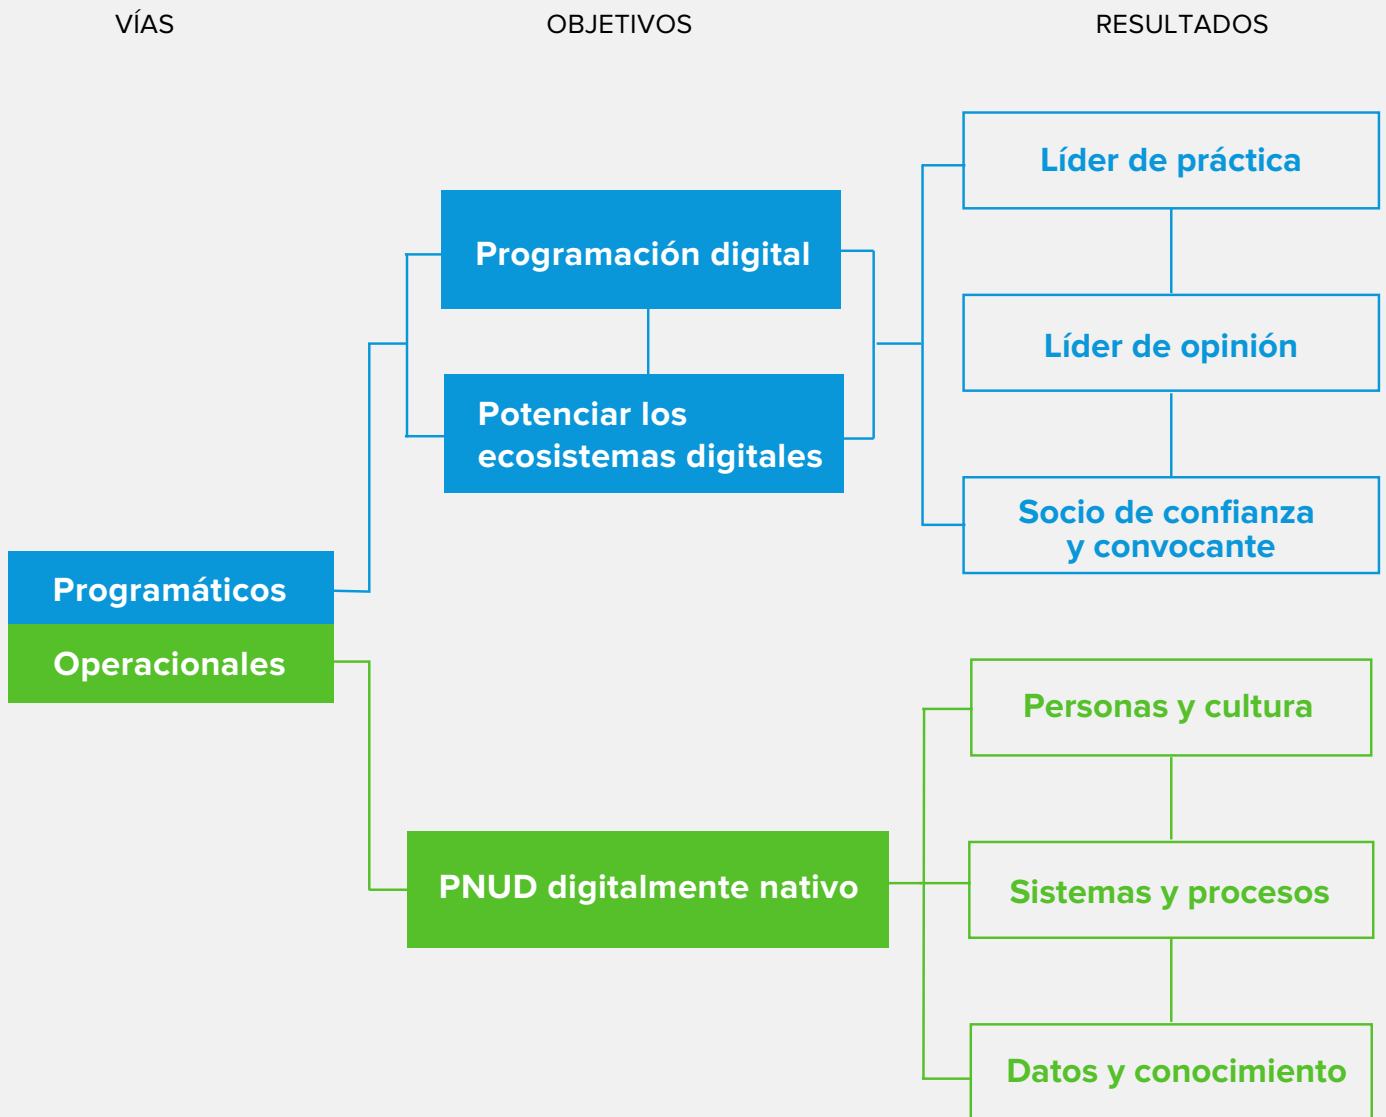 VÍAS
OBJETIVOS
RESULTADOS
Líder de práctica
Programación digital
Líder de opinión
Potenciar los
ecosistemas digitales
Socio de confianza
y convocante
Programáticos
Operacionales
Personas y cultura
PNUD digitalmente nativo
Sistemas y procesos
Datos y conocimiento